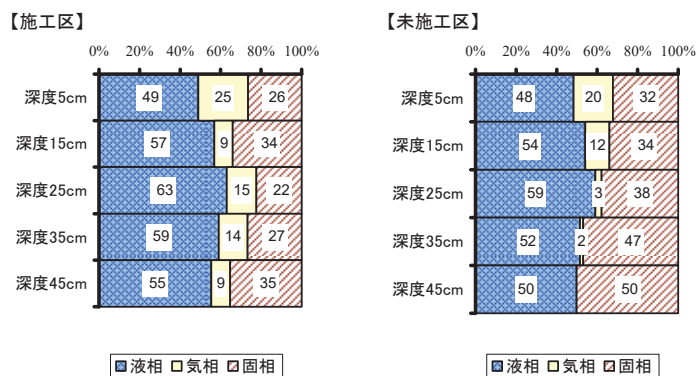 【施工区】
0% 20% 40% 60% 80% 100%
深度5cm 49 25 26
深度15cm 57 9 34
深度25cm 63 15 22
深度35cm 59 14 27
深度45cm 55 9 35
液相 気相 固相
【未施工区】
0% 20% 40% 60% 80% 100%
深度5cm 48 20 32
深度15cm 54 12 34
深度25cm 59 3 38
深度35cm 52 2 47
深度45cm 50 50
液相 気相 固相